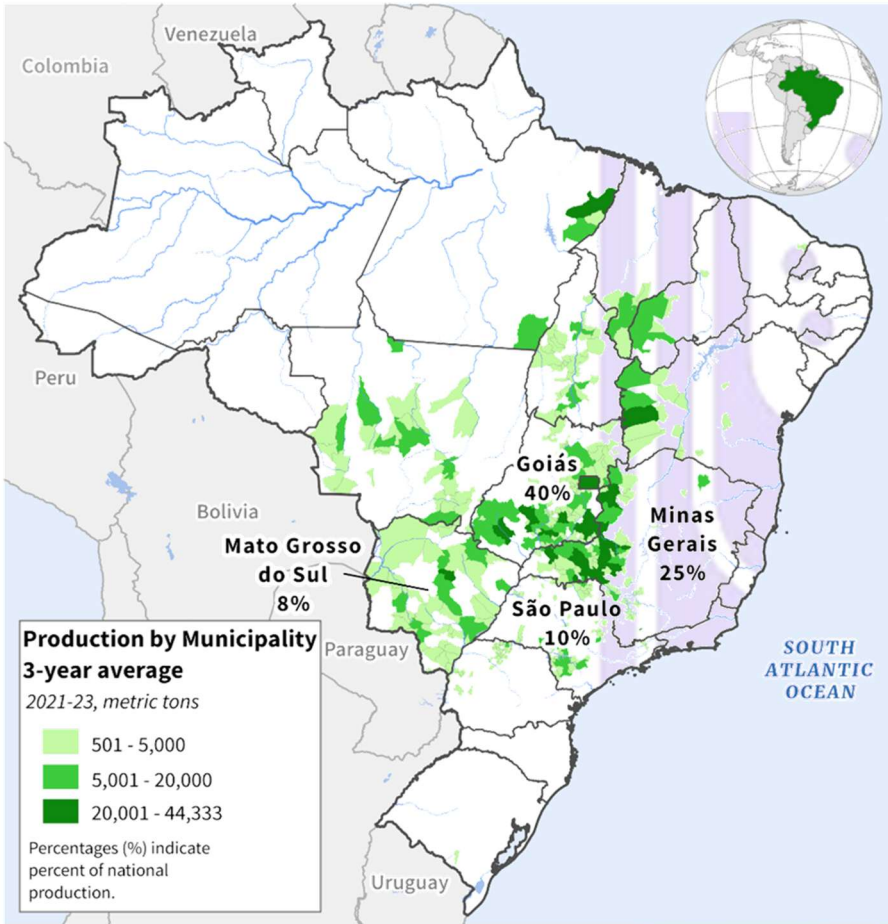 Venezuela
Colombia
Peru
Bolivia
Goiás
40%
Minas
Gerais
25%
Mato Grosso
do Sul
8%
São Paulo
10%
Paraguay
SOUTH
ATLANTIC
OCEAN
Uruguay
Production by Municipality
3-year average
2021-23, metric tons
501 - 5,000
5,001 - 20,000
20,001 - 44,333
Percentages (%) indicate
percent of national
production.